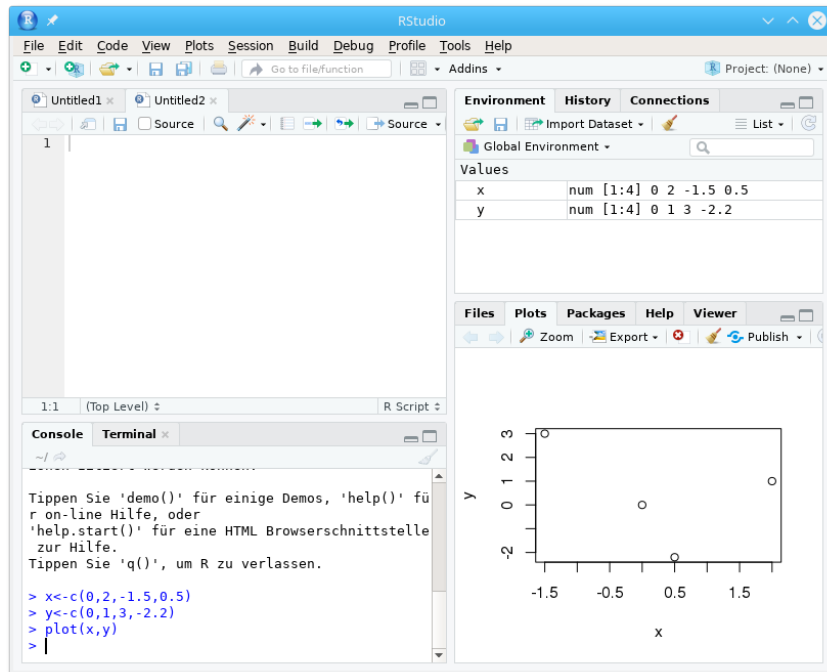 RStudio
File Edit Code View Plots Session Build Debug Profile Tools Help
Go to file/function Addins Project: (None)
Untitled1 Untitled2
Source Source
1
1:1 (Top Level) R Script
Console Terminal
~/
Tippen Sie 'demo()' für einige Demos, 'help()' fü
r on-line Hilfe, oder
'help.start()' für eine HTML Browserschnittstelle
zur Hilfe.
Tippen Sie 'q()', um R zu verlassen.
> x<-c(0,2,-1.5,0.5)
> y<-c(0,1,3,-2.2)
> plot(x,y)
>
Environment History Connections
Import Dataset List
Global Environment
Values
x num [1:4] 0 2 -1.5 0.5
y num [1:4] 0 1 3 -2.2
Files Plots Packages Help Viewer
Zoom Export Publish
3
2
0
-2
y
-1.5 -0.5 0.5 1.5
x